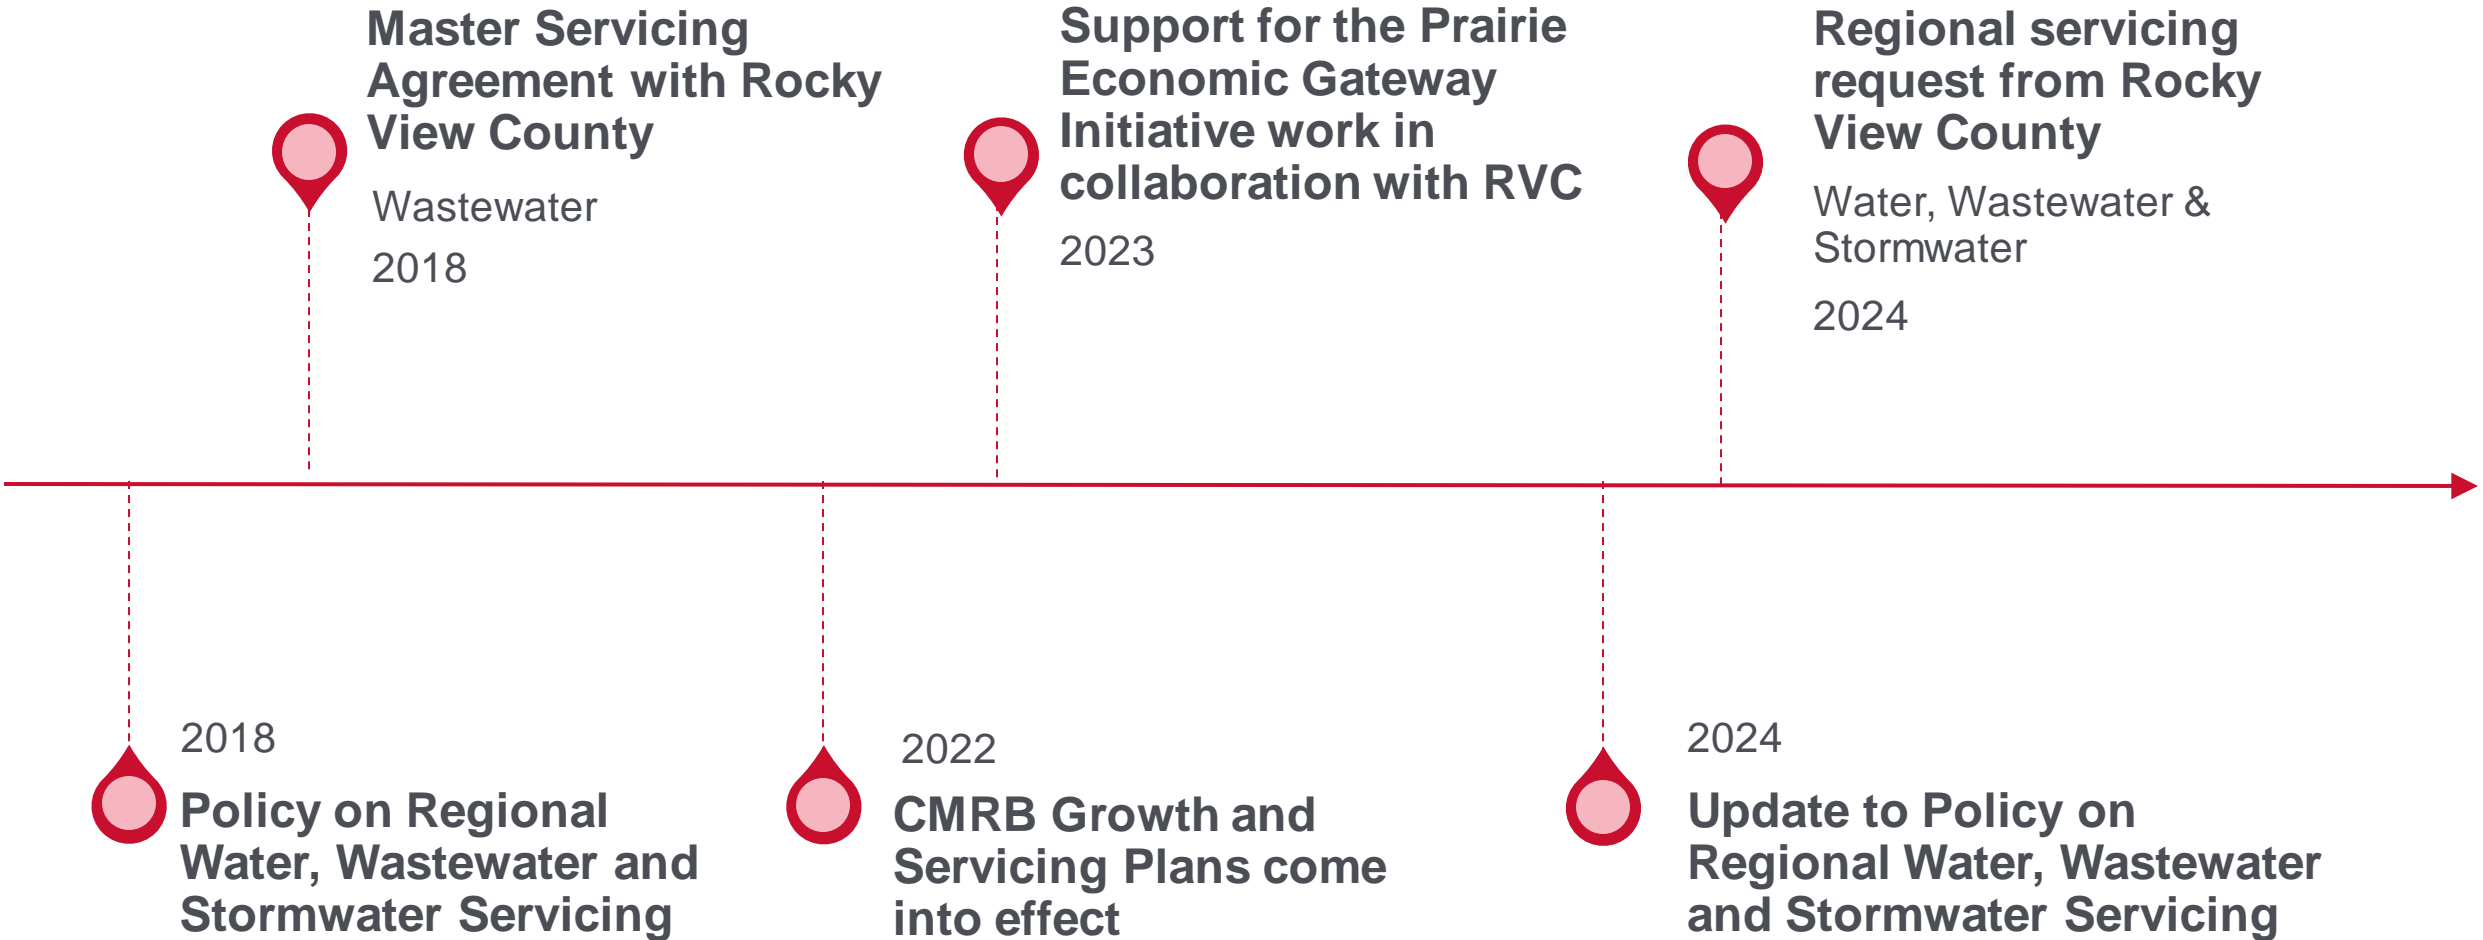 Master Servicing
Agreement with Rocky
View County
Wastewater
2018
Support for the Prairie
Economic Gateway
Initiative work in
collaboration with RVC
2023
Regional servicing
request from Rocky
View County
Water, Wastewater &
Stormwater
2024
2018
Policy on Regional
Water, Wastewater and
Stormwater Servicing
2022
CMRB Growth and
Servicing Plans come
into effect
2024
Update to Policy on
Regional Water, Wastewater
and Stormwater Servicing